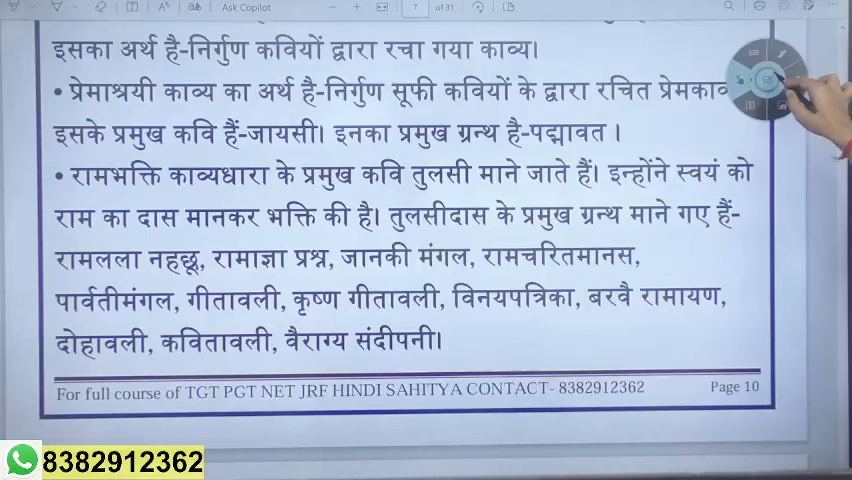 Ask Copilot
7
of 31
इसका अर्थ है-निर्गुण कवियों द्वारा रचा गया काव्य।
• प्रेमाश्रयी काव्य का अर्थ है-निर्गुण सूफी कवियों के द्वारा रचित
इसके प्रमुख कवि हैं-जायसी। इनका प्रमुख ग्रन्थ है-पद्मावत ।
• रामभक्ति काव्यधारा के प्रमुख कवि तुलसी माने जाते हैं। इन्होंने स्वयं को
राम का दास मानकर भक्ति की है। तुलसीदास के प्रमुख ग्रन्थ माने गए हैं-
रामलला नहछू, रामाज्ञा प्रश्न, जानकी मंगल, रामचरितमानस,
पार्वतीमंगल, गीतावली, कृष्ण गीतावली, विनयपत्रिका, बरवै रामायण,
दोहावली, कवितावली, वैराग्य संदीपनी।
For full course of TGT PGT NET JRF HINDI SAHITYA CONTACT- 8382912362
Page 10
8382912362